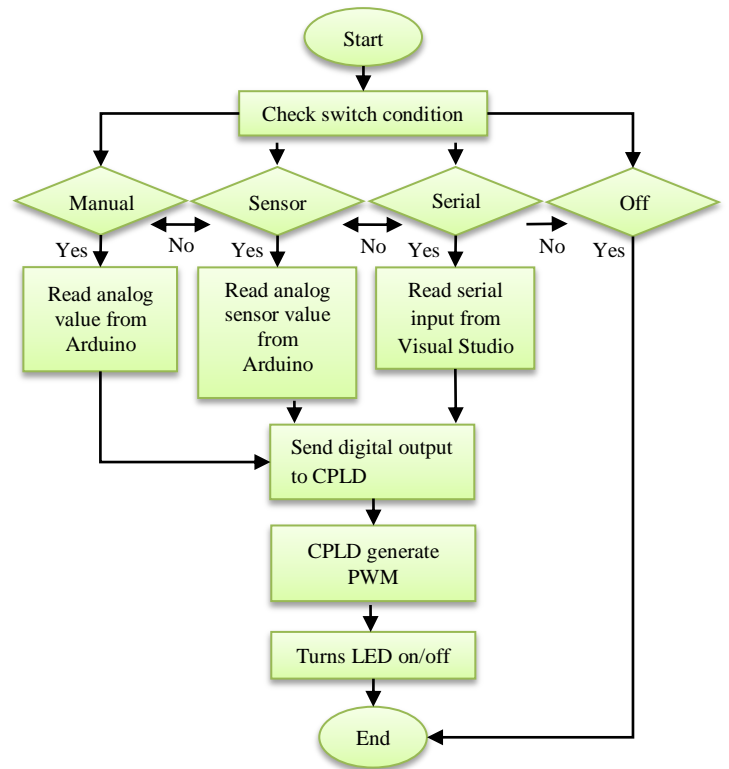 Start
Check switch condition
Manual
Sensor
Serial
Off
Yes
No
Yes
No
Yes
No
Yes
Read analog
value from
Arduino
Read analog
sensor value
from
Arduino
Read serial
input from
Visual Studio
Send digital output
to CPLD
CPLD generate
PWM
Turns LED on/off
End